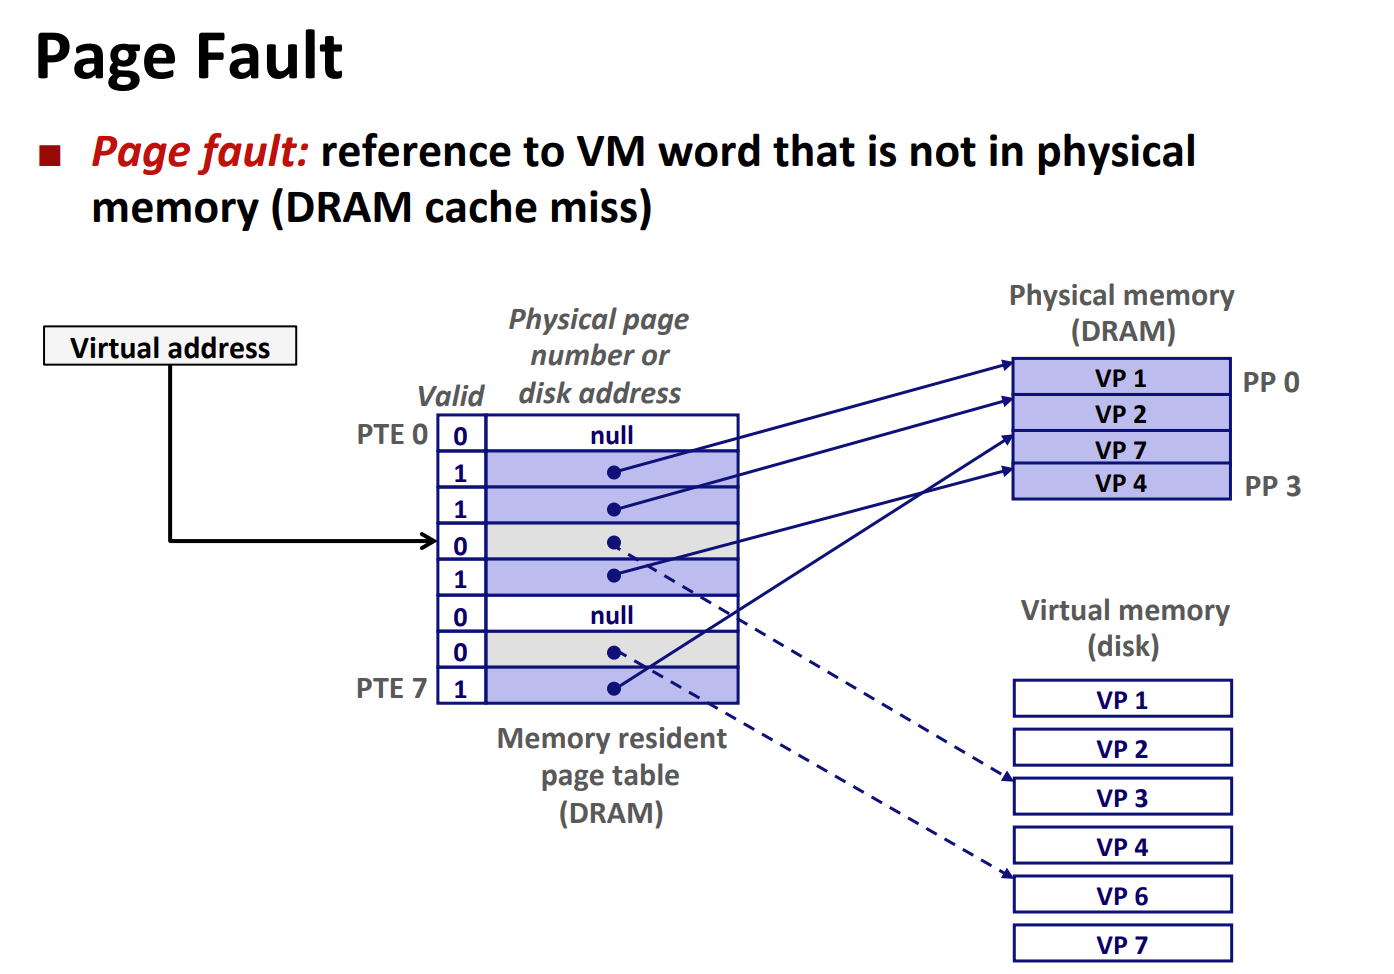 Page Fault
Page fault: reference to VM word that is not in physical
memory (DRAM cache miss)
Virtual address
Physical page
number or
disk address
Valid
PTE 0
0
null
1
1
0
1
0
null
0
PTE 7
1
Memory resident
page table
(DRAM)
Physical memory
(DRAM)
VP 1
PP 0
VP 2
VP 7
VP 4
PP 3
Virtual memory
(disk)
VP 1
VP 2
VP 3
VP 4
VP 6
VP 7